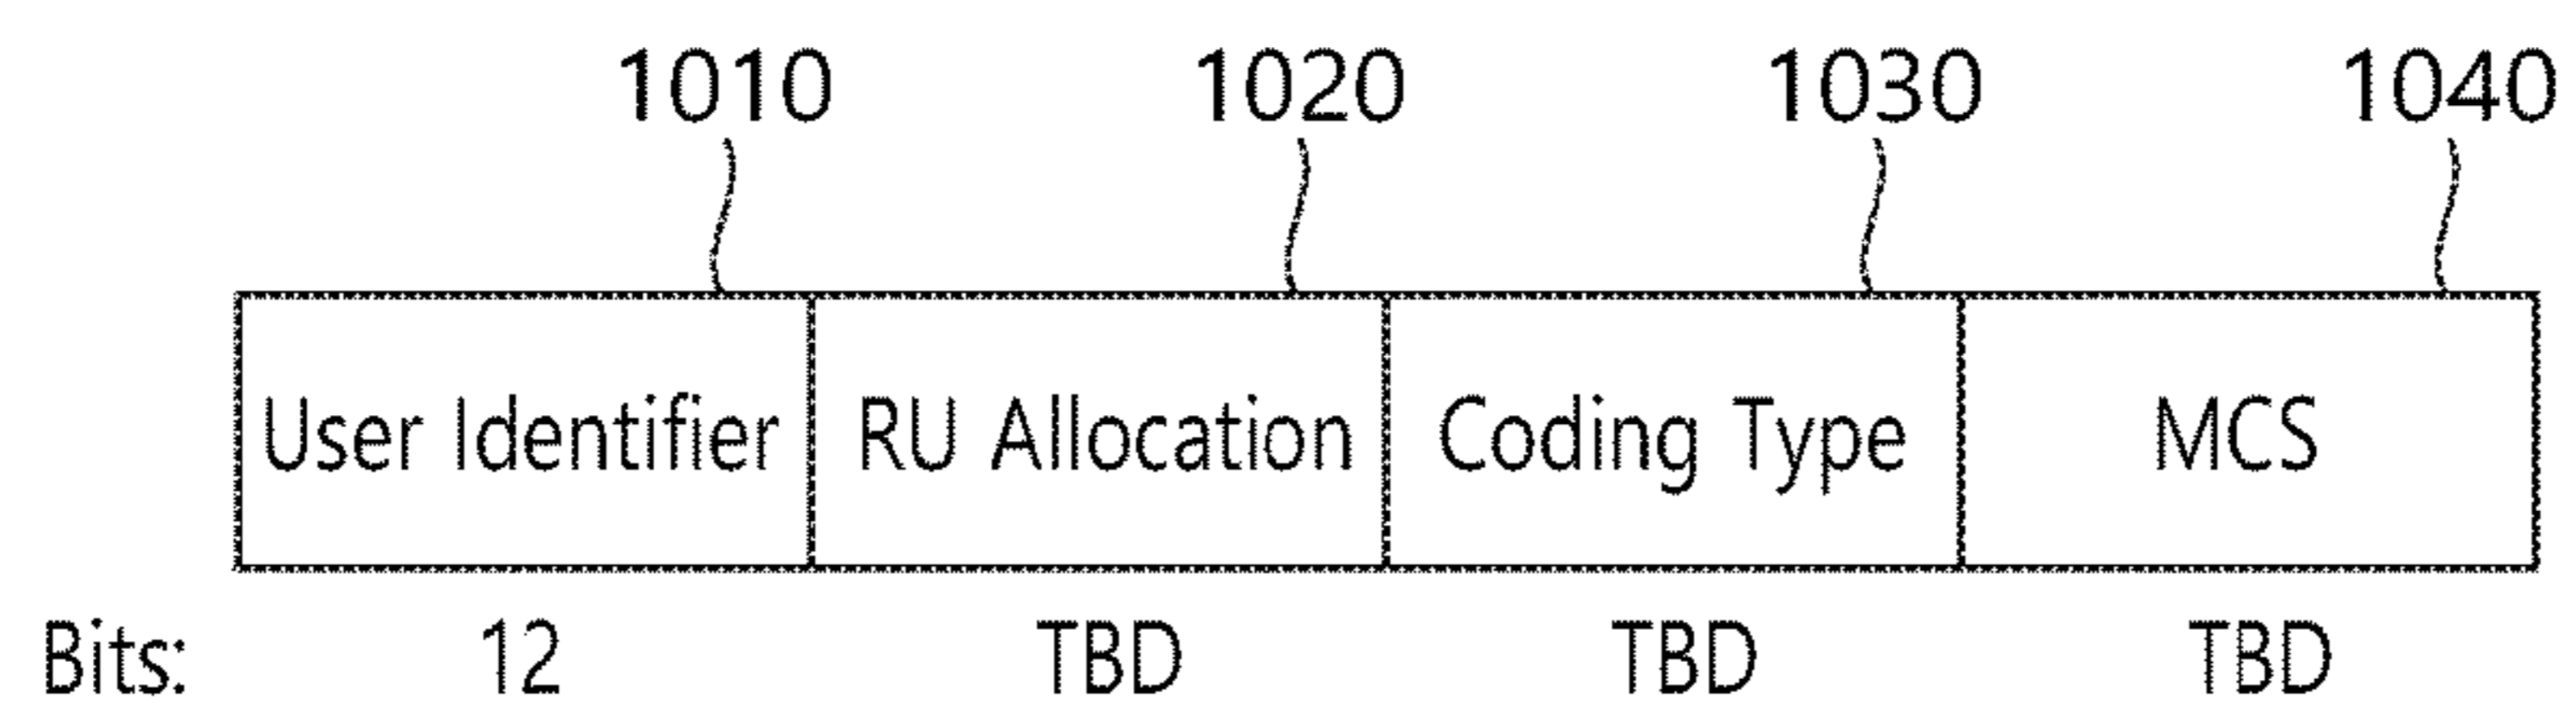 1010 1020 1030 1040
User Identifier RU Allocation Coding Type MCS
Bits: 12 TBD TBD TBD